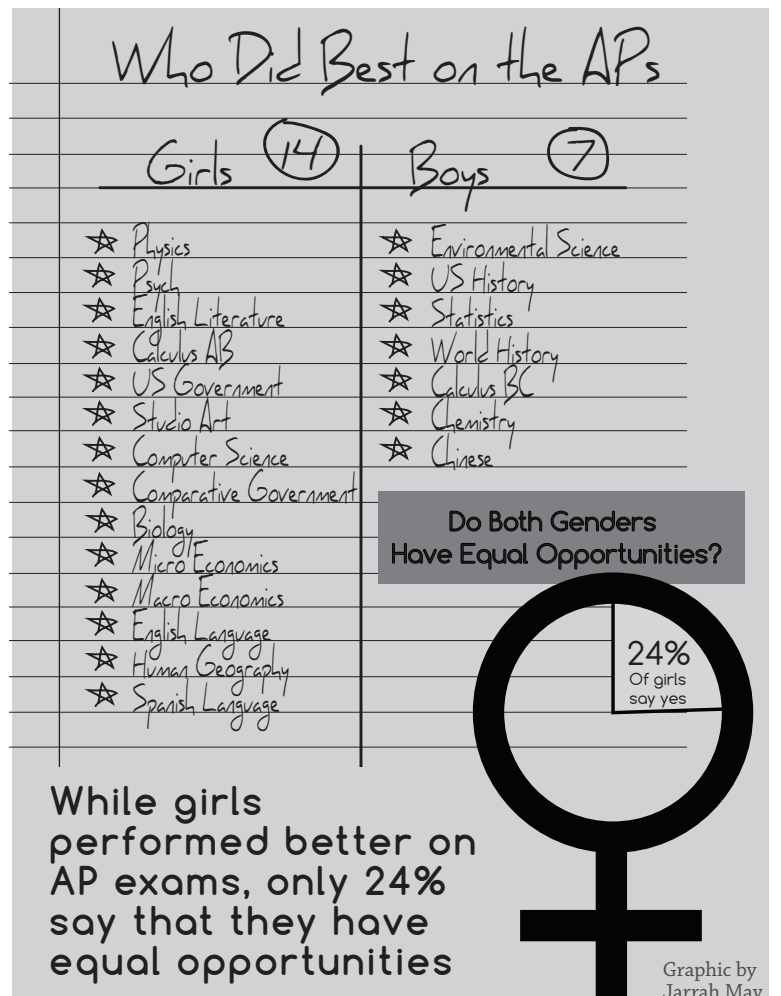 Who Did Best on the APs
Girls 14
Physics
Psych
English Literature
Calculus AB
US Government
Studio Art
Computer Science
Comparative Government
Biology
Micro Economics
Macro Economics
English Language
Human Geography
Spanish Language
Boys 7
Environmental Science
US History
Statistics
World History
Calculus BC
Chemistry
Chinese
Do Both Genders
Have Equal Opportunities?
24%
Of girls
say yes
While girls
performed better on
AP exams, only 24%
say that they have
equal opportunities
Graphic by
Jarrah May